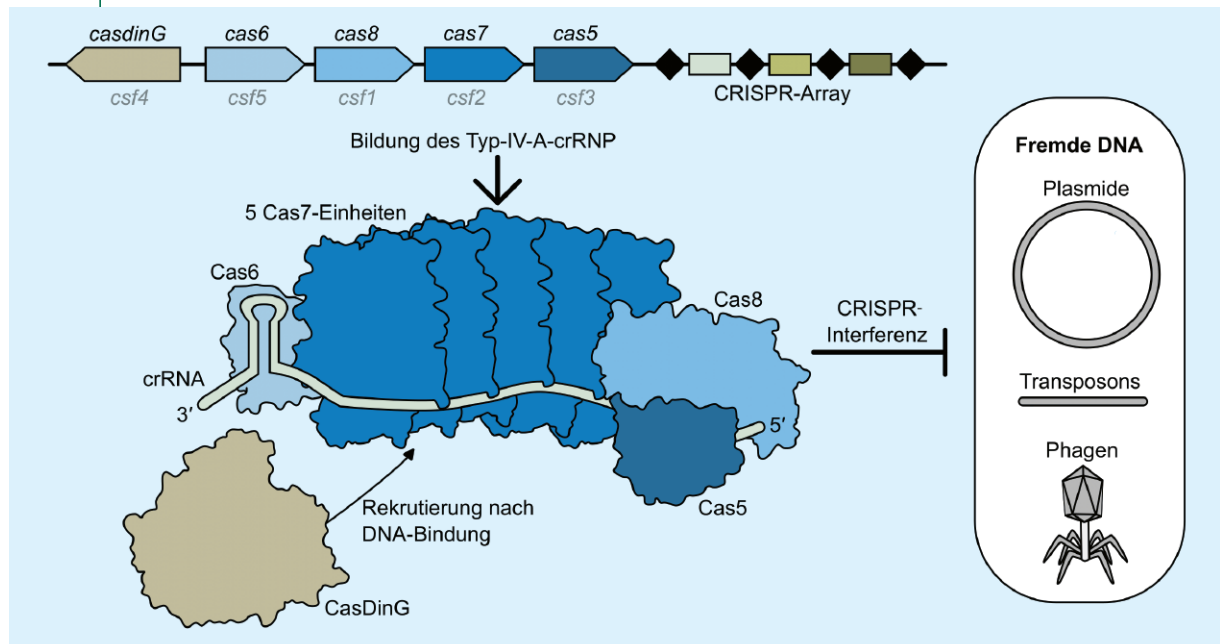 casdinG cas6 cas8 cas7 cas5
csf4 csf5 csf1 csf2 csf3
CRISPR-Array
Bildung des Typ-IV-A-crRNP
5 Cas7-Einheiten
Cas6
Cas8
crRNA
3′
5′
Cas5
Rekrutierung nach
DNA-Bindung
CasDinG
CRISPR-
Interferenz
Fremde DNA
Plasmide
Transposons
Phagen